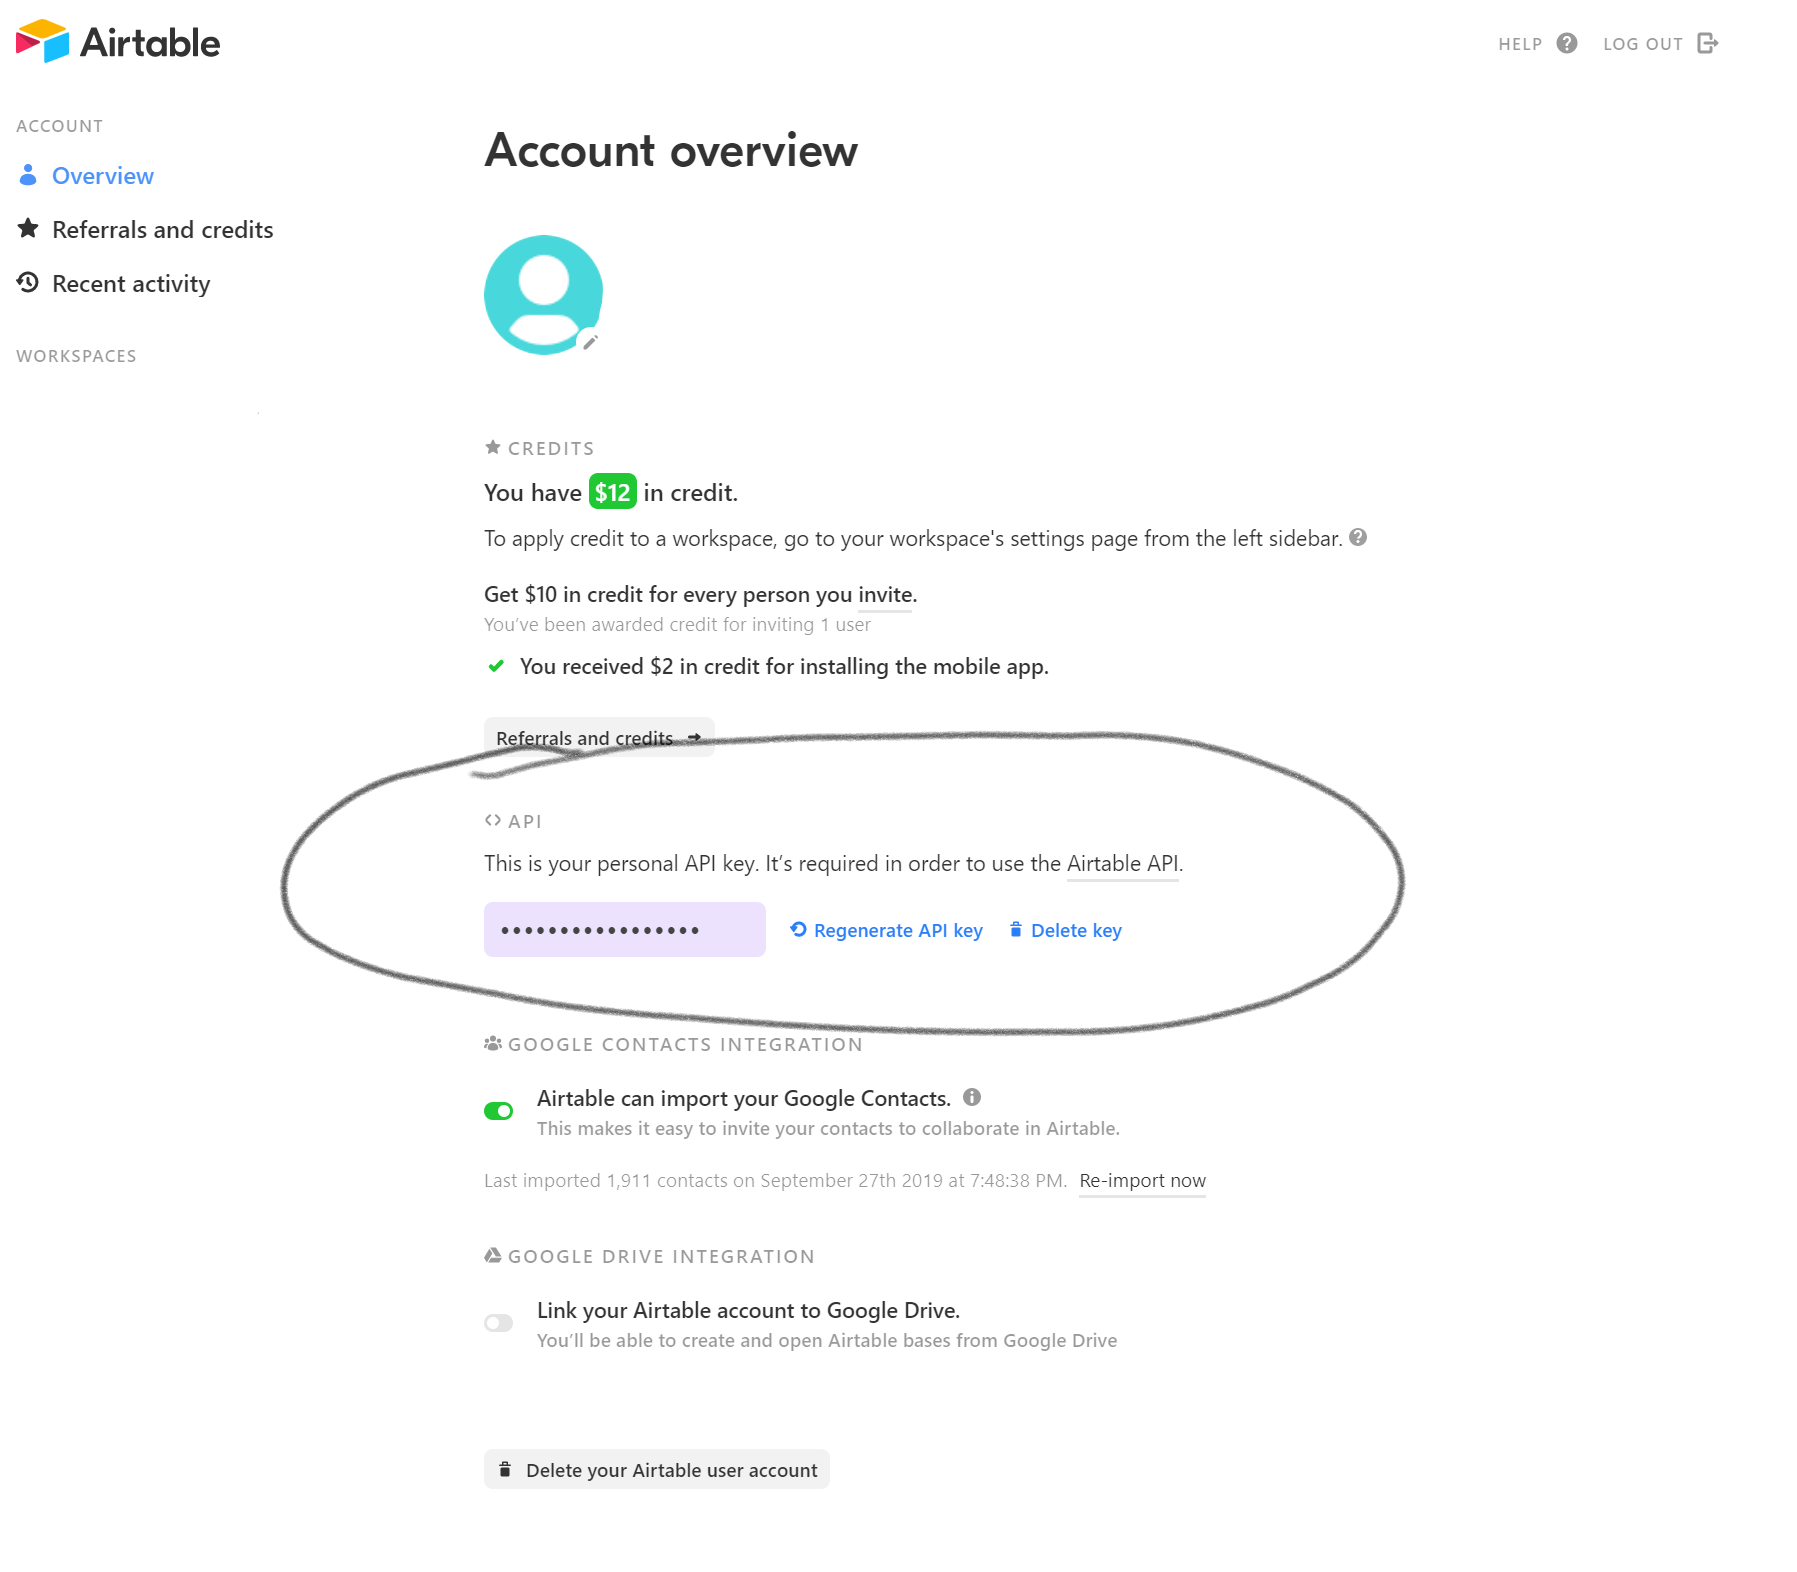 Airtable
HELP
LOG OUT
ACCOUNT
Overview
Referrals and credits
Recent activity
WORKSPACES
Account overview
CREDITS
You have $12 in credit.
To apply credit to a workspace, go to your workspace's settings page from the left sidebar.
Get $10 in credit for every person you invite.
You've been awarded credit for inviting 1 user
You received $2 in credit for installing the mobile app.
Referrals and credits
API
This is your personal API key. It's required in order to use the Airtable API.
•••••••••••••••••
Regenerate API key
Delete key
GOOGLE CONTACTS INTEGRATION
Airtable can import your Google Contacts.
This makes it easy to invite your contacts to collaborate in Airtable.
Last imported 1,911 contacts on September 27th 2019 at 7:48:38 PM. Re-import now
GOOGLE DRIVE INTEGRATION
Link your Airtable account to Google Drive.
You'll be able to create and open Airtable bases from Google Drive
Delete your Airtable user account